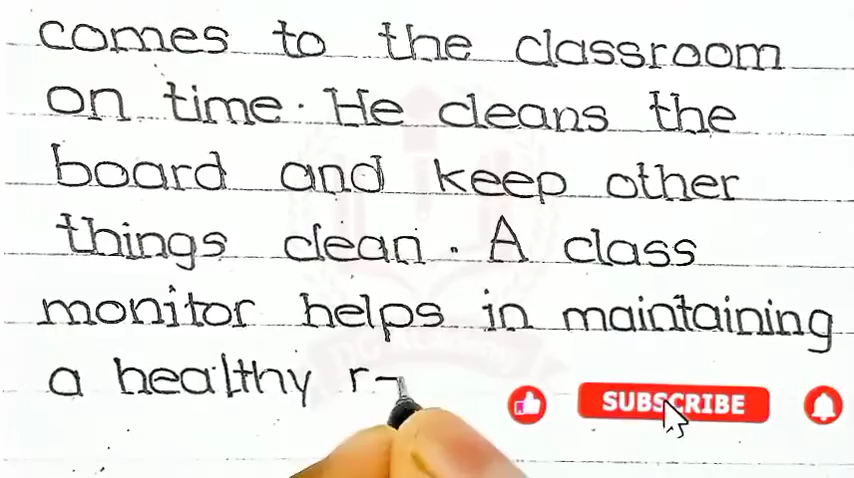 comes to the classroom
on time. He cleans the
board and keep other
things clean. A class
monitor helps in maintaining
a healthy r
SUBSCRIBE